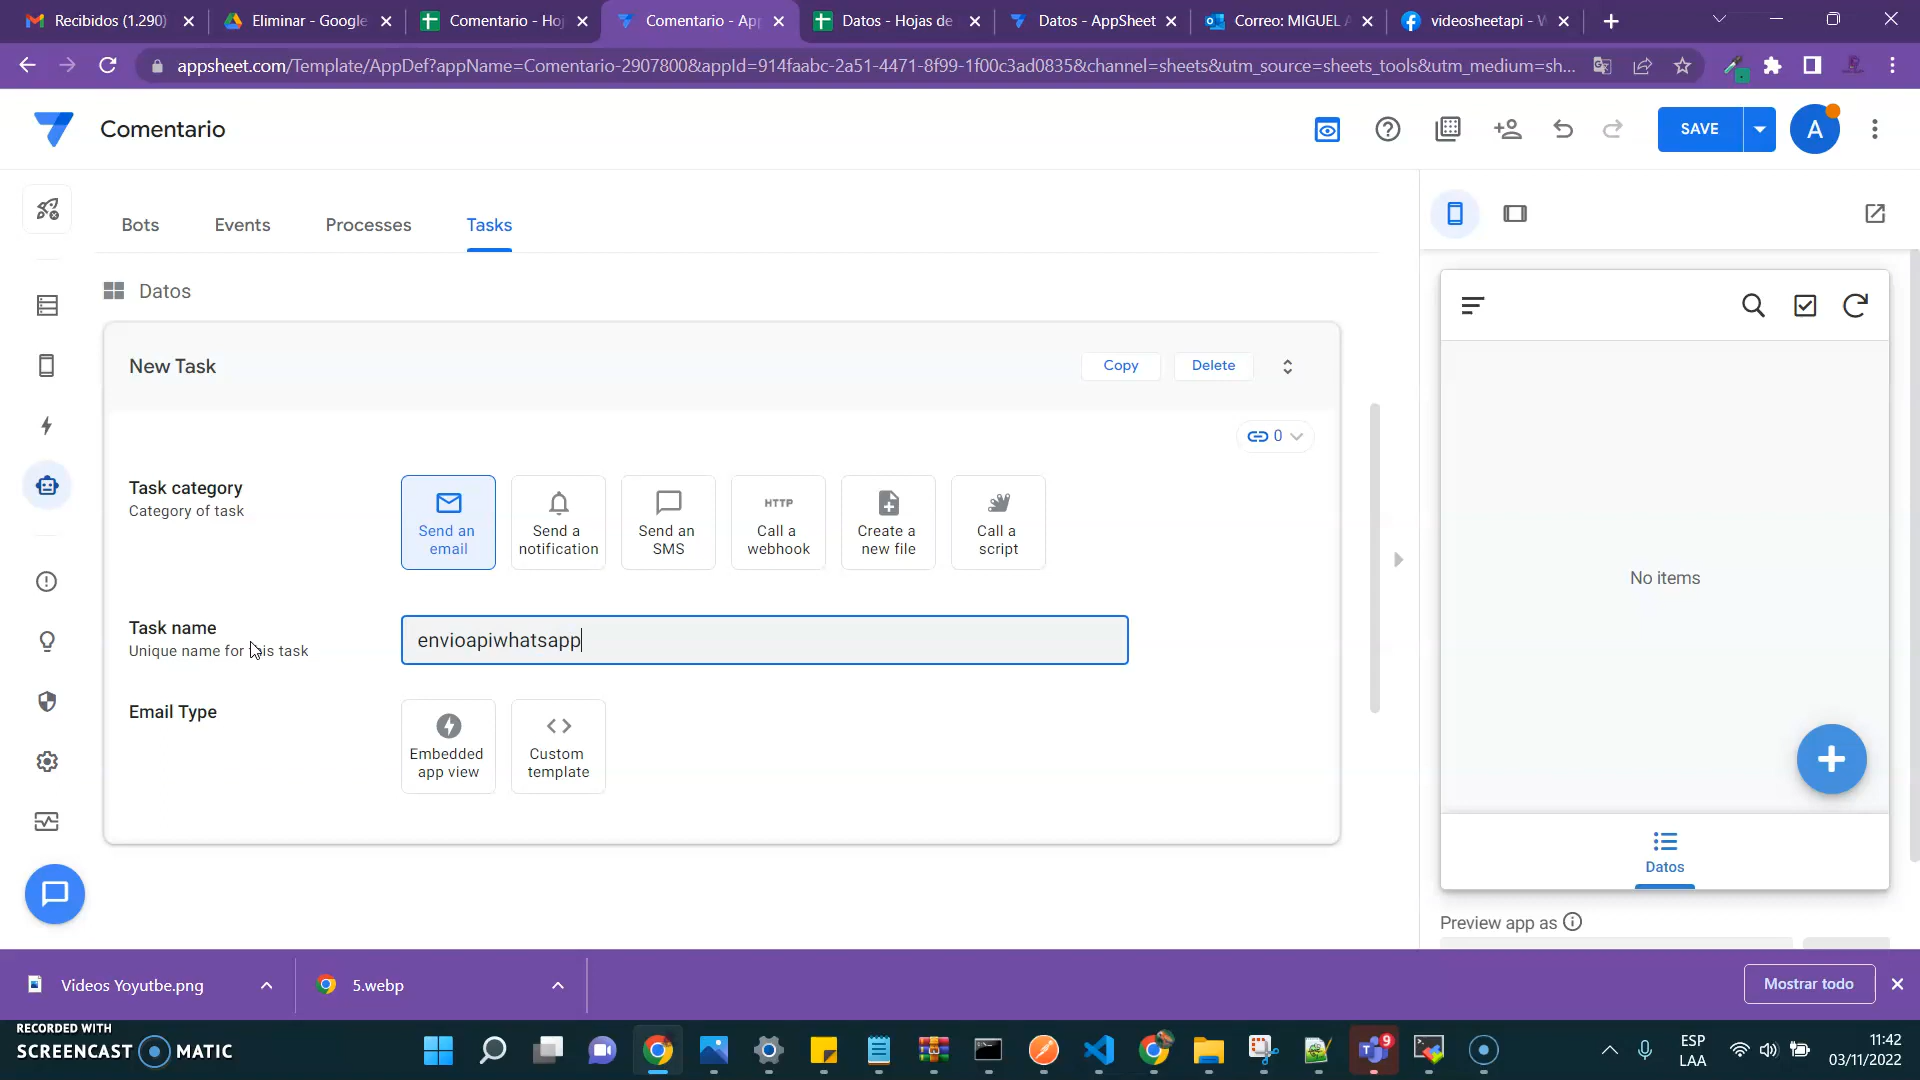 Recibidos (1.290)
Eliminar - Google
Comentario - Hoj
Comentario - App
Datos - Hojas de
Datos - AppSheet
Correo: MIGUEL A
videosheetapi - W
appsheet.com/Template/AppDef?appName=Comentario-2907800&appId=914faabc-2a51-4471-8f99-1f00c3ad0835&channel=sheets&utm_source=sheets_tools&utm_medium=sh...
Comentario
SAVE
A
Bots
Events
Processes
Tasks
Datos
New Task
Copy
Delete
0
Task category
Category of task
Send an
email
Send a
notification
Send an
SMS
HTTP
Call a
webhook
Create a
new file
Call a
script
Task name
Unique name for this task
envioapiwhatsapp
Email Type
Embedded
app view
Custom
template
No items
Datos
Preview app as
Videos Yoyutbe.png
5.webp
Mostrar todo
RECORDED WITH
SCREENCAST MATIC
9
ESP
LAA
11:42
03/11/2022